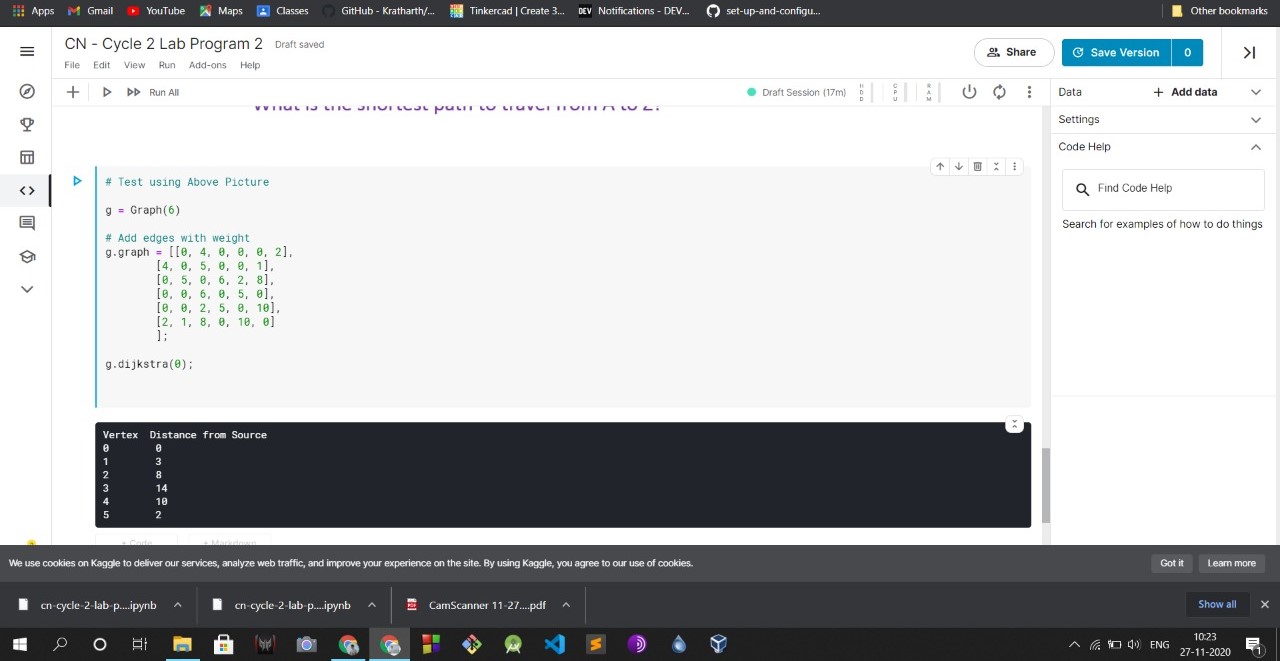 Apps
Gmail
YouTube
Maps
Classes
GitHub - Kratharth/...
Tinkercad | Create 3...
DEV Notifications - DEV...
set-up-and-configu...
Other bookmarks
CN - Cycle 2 Lab Program 2 Draft saved
Share
Save Version 0
File Edit View Run Add-ons Help
Run All
Draft Session (17m)
HDD
CPU
RAM
Data
Add data
Settings
Code Help
Find Code Help
Search for examples of how to do things
What is the shortest path to travel from A to Z?
# Test using Above Picture
g = Graph(6)
# Add edges with weight
g.graph = [[0, 4, 0, 0, 0, 2],
[4, 0, 5, 0, 0, 1],
[0, 5, 0, 6, 2, 8],
[0, 0, 6, 0, 5, 0],
[0, 0, 2, 5, 0, 10],
[2, 1, 8, 0, 10, 0]
];
g.dijkstra(0);
Vertex Distance from Source
0 0
1 3
2 8
3 14
4 10
5 2
+ Code + Markdown
We use cookies on Kaggle to deliver our services, analyze web traffic, and improve your experience on the site. By using Kaggle, you agree to our use of cookies.
Got it
Learn more
cn-cycle-2-lab-p....ipynb
cn-cycle-2-lab-p....ipynb
CamScanner 11-27....pdf
Show all
ENG
10:23
27-11-2020
1